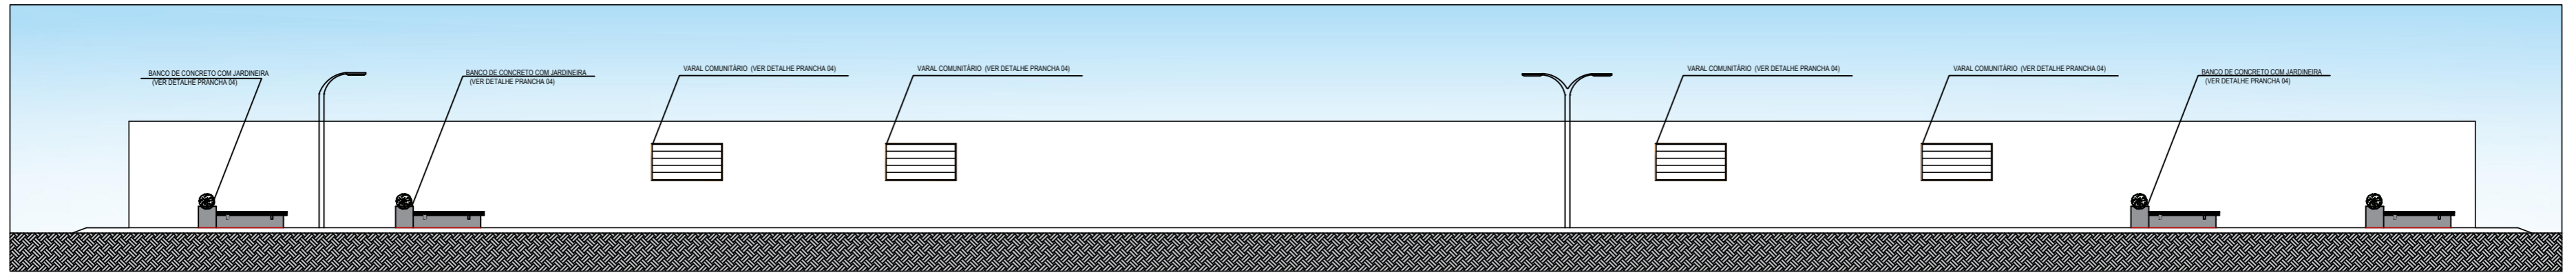 BANCO DE CONCRETO COM JARDINEIRA
(VER DETALHE PRANCHA 04)
BANCO DE CONCRETO COM JARDINEIRA
(VER DETALHE PRANCHA 04)
VARAL COMUNITÁRIO (VER DETALHE PRANCHA 04)
VARAL COMUNITÁRIO (VER DETALHE PRANCHA 04)
VARAL COMUNITÁRIO (VER DETALHE PRANCHA 04)
VARAL COMUNITÁRIO (VER DETALHE PRANCHA 04)
BANCO DE CONCRETO COM JARDINEIRA
(VER DETALHE PRANCHA 04)